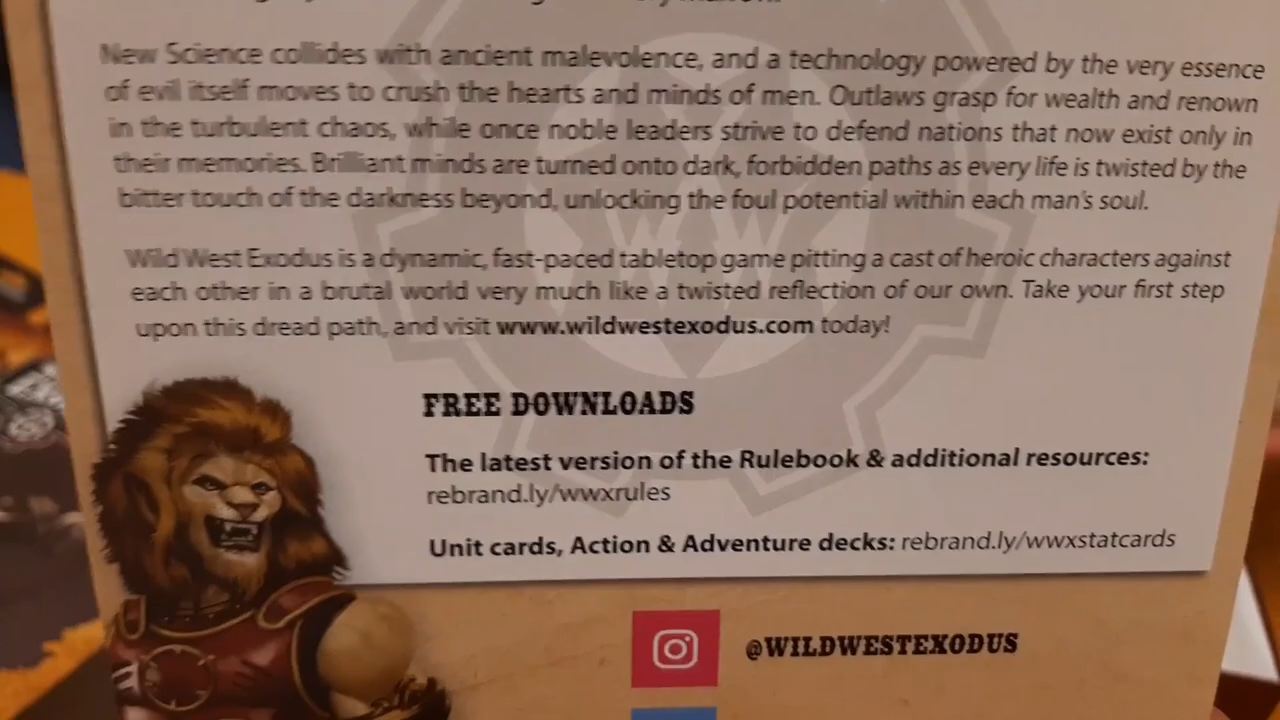 New Science collides with ancient malevolence, and a technology powered by the very essence
of evil itself moves to crush the hearts and minds of men. Outlaws grasp for wealth and renown
in the turbulent chaos, while once noble leaders strive to defend nations that now exist only in
their memories. Brilliant minds are turned onto dark, forbidden paths as every life is twisted by the
bitter touch of the darkness beyond, unlocking the foul potential within each man's soul.
Wild West Exodus is a dynamic, fast-paced tabletop game pitting a cast of heroic characters against
each other in a brutal world very much like a twisted reflection of our own. Take your first step
upon this dread path, and visit www.wildwestexodus.com today!
FREE DOWNLOADS
The latest version of the Rulebook & additional resources:
rebrand.ly/wwxrules
Unit cards, Action & Adventure decks: rebrand.ly/wwxstatcards
@WILDWESTEXODUS